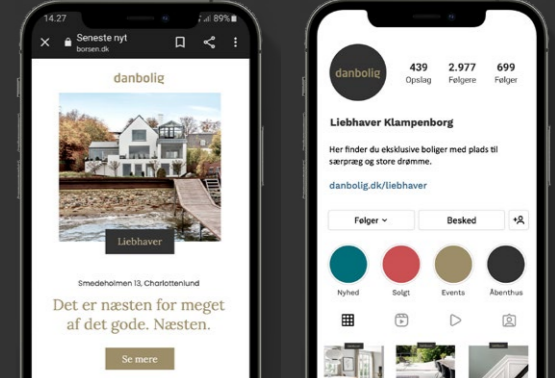 14.27
89%
Seneste nyt
borsen.dk
danbolig
Liebhaver
Smedeholmen 13, Charlottenlund
Det er næsten for meget
af det gode. Næsten.
Se mere
danbolig
439
2.977
699
Opslag
Følgere
Følger
Liebhaver Klampenborg
Her finder du eksklusive boliger med plads til
særpræg og store drømme.
danbolig.dk/liebhaver
Følger
Besked
Nyhed
Solgt
Events
Åbenthus